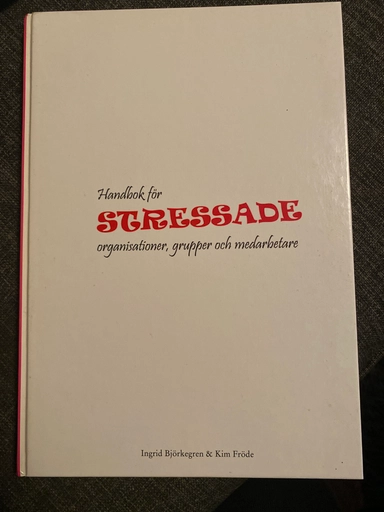 Handbok för
STRESSADE
organisationer, grupper och medarbetare
Ingrid Björkegren & Kim Fröde